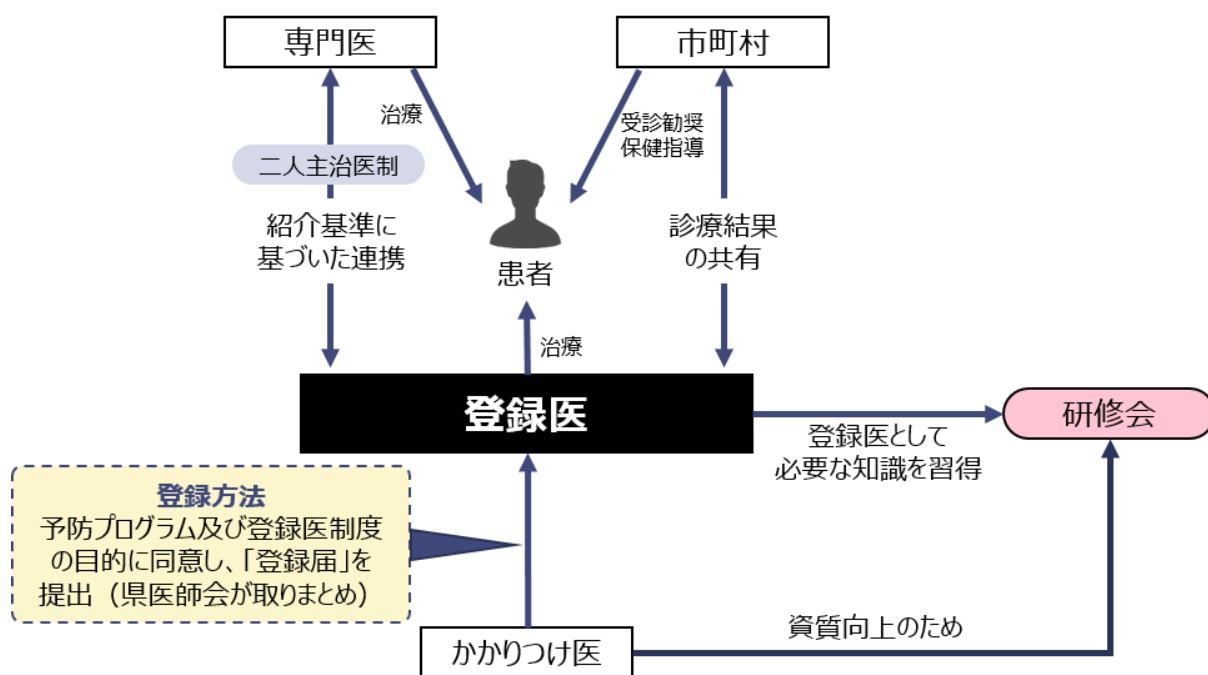 専門医
市町村
治療
受診勧奨
保健指導
二人主治医制
紹介基準に
基づいた連携
診療結果
の共有
患者
治療
登録医
研修会
登録医として
必要な知識を習得
登録方法
予防プログラム及び登録医制度
の目的に同意し、「登録届」を
提出（県医師会が取りまとめ）
資質向上のため
かかりつけ医